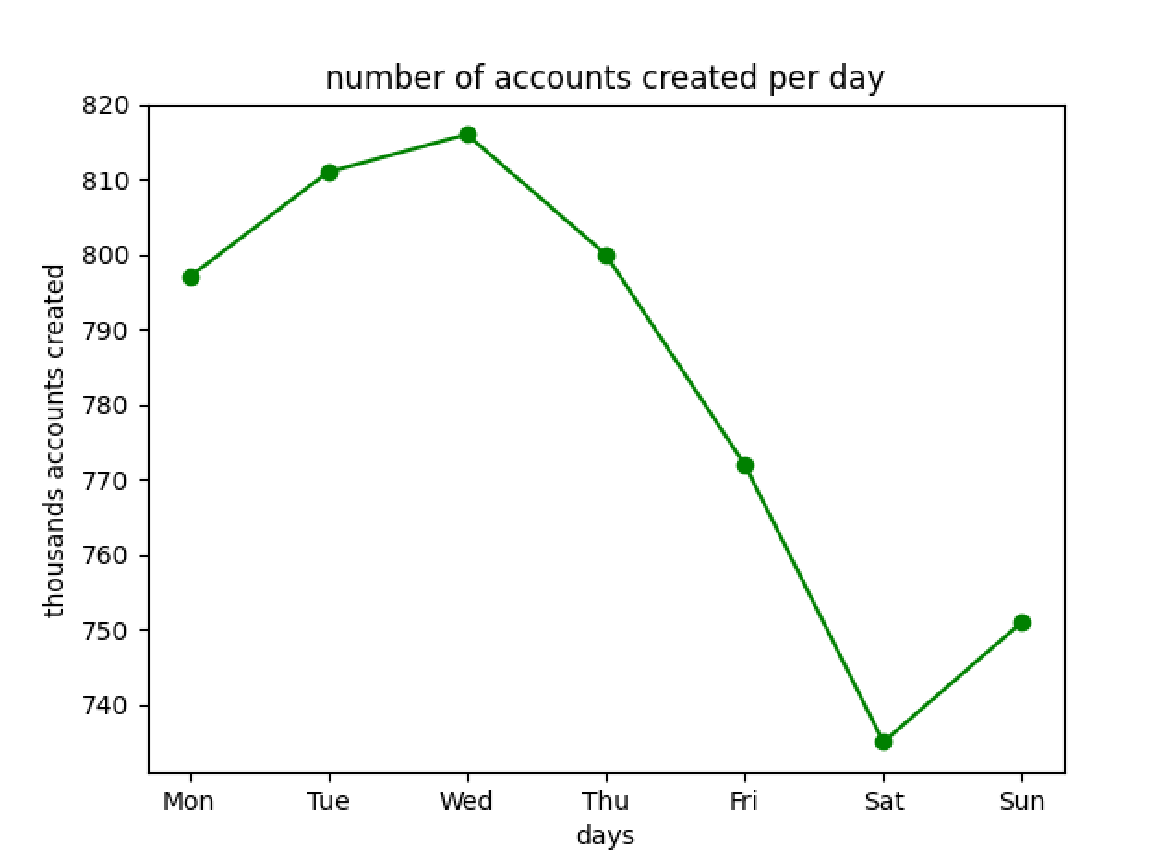 number of accounts created per day
820
810
800
790
780
770
760
750
740
thousands accounts created
Mon Tue Wed Thu Fri Sat Sun
days